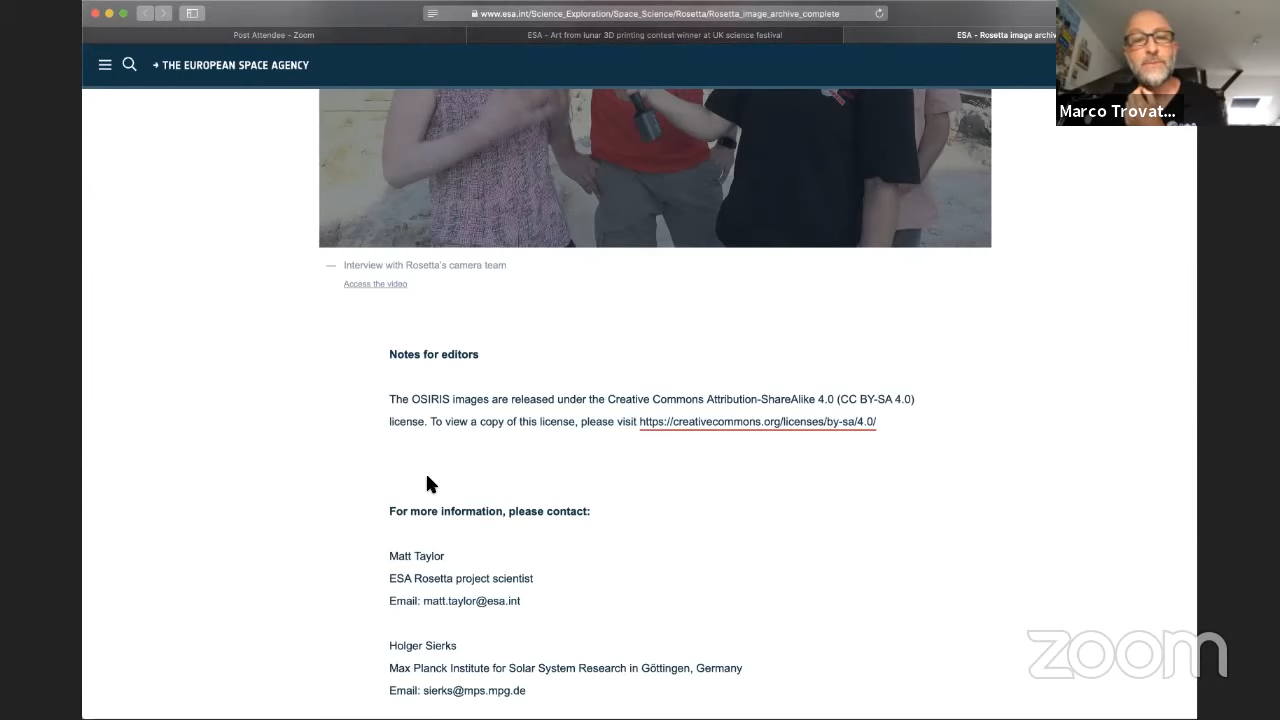 www.esa.int/Science_Exploration/Space_Science/Rosetta/Rosetta_image_archive_complete
Post Attendee - Zoom
ESA - Art from lunar 3D printing contest winner at UK science festival
ESA - Rosetta image archiv
→ THE EUROPEAN SPACE AGENCY
Marco Trovat...
— Interview with Rosetta's camera team
Access the video
Notes for editors
The OSIRIS images are released under the Creative Commons Attribution-ShareAlike 4.0 (CC BY-SA 4.0)
license. To view a copy of this license, please visit https://creativecommons.org/licenses/by-sa/4.0/
For more information, please contact:
Matt Taylor
ESA Rosetta project scientist
Email: matt.taylor@esa.int
Holger Sierks
Max Planck Institute for Solar System Research in Göttingen, Germany
Email: sierks@mps.mpg.de
zoom